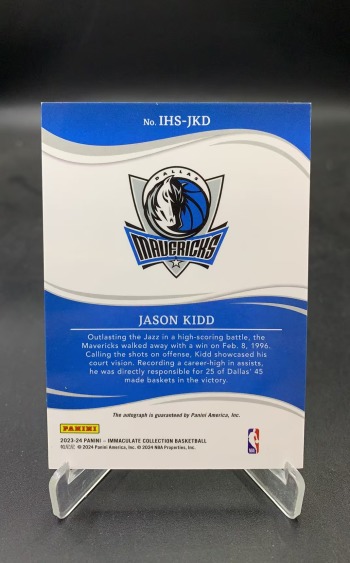 No. IHS-JKD
DALLAS
MAVERICKS
JASON KIDD
Outlasting the Jazz in a high-scoring battle, the
Mavericks walked away with a win on Feb. 8, 1996.
Calling the shots on offense, Kidd showcased his
court vision. Recording a career-high in assists,
he was directly responsible for 25 of Dallas' 45
made baskets in the victory.
The autograph is guaranteed by Panini America, Inc.
PANINI
2023-24 PANINI – IMMACULATE COLLECTION BASKETBALL
© 2024 Panini America, Inc. © 2024 NBA Properties, Inc.
NBA